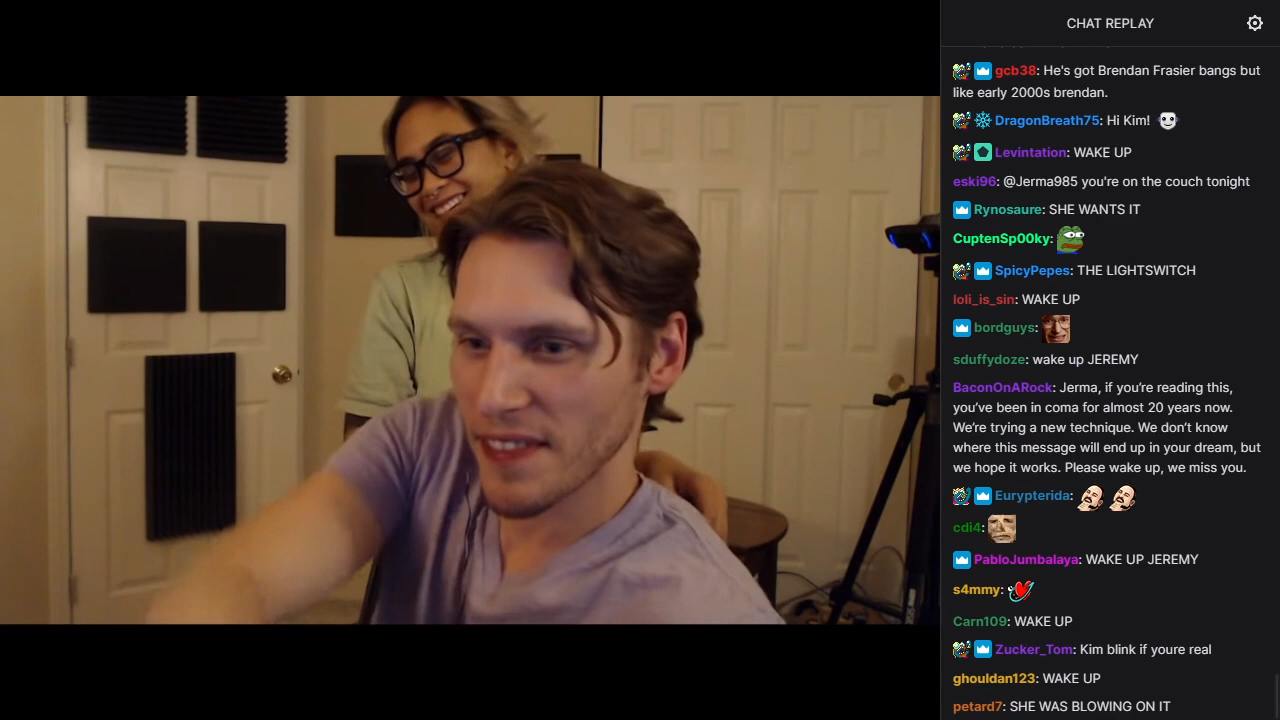 CHAT REPLAY
gcb38: He's got Brendan Frasier bangs but
like early 2000s brendan.
DragonBreath75: Hi Kim!
Levintation: WAKE UP
eski96: @Jerma985 you're on the couch tonight
Rynosaure: SHE WANTS IT
CuptenSp00ky:
SpicyPepes: THE LIGHTSWITCH
loli_is_sin: WAKE UP
bordguys:
sduffydoze: wake up JEREMY
BaconOnARock: Jerma, if you're reading this,
you've been in coma for almost 20 years now.
We're trying a new technique. We don't know
where this message will end up in your dream, but
we hope it works. Please wake up, we miss you.
Eurypterida:
cdi4:
PabloJumbalaya: WAKE UP JEREMY
s4mmy:
Carn109: WAKE UP
Zucker_Tom: Kim blink if youre real
ghouldan123: WAKE UP
petard7: SHE WAS BLOWING ON IT